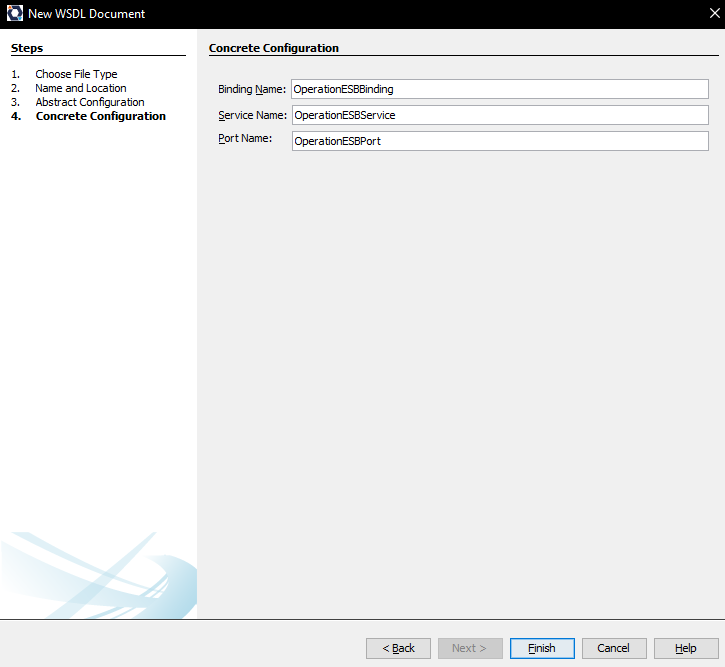 New WSDL Document
Steps
1. Choose File Type
2. Name and Location
3. Abstract Configuration
4. Concrete Configuration
Concrete Configuration
Binding Name: OperationESBBinding
Service Name: OperationESBService
Port Name: OperationESBPort
< Back
Next >
Finish
Cancel
Help